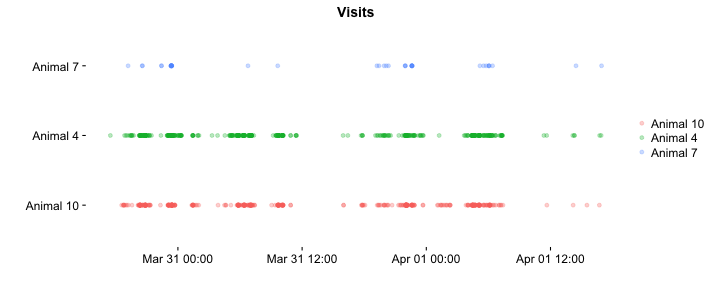 Visits
Animal 7
Animal 4
Animal 10
Animal 10
Animal 4
Animal 7
Mar 31 00:00
Mar 31 12:00
Apr 01 00:00
Apr 01 12:00